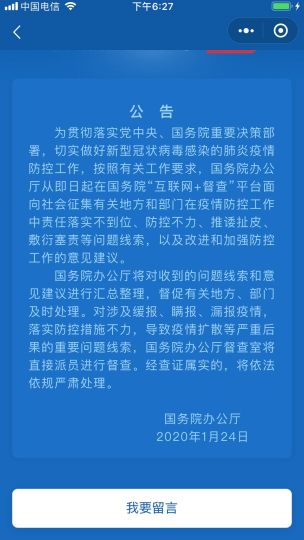 中国电信
下午6:27
公 告
为贯彻落实党中央、国务院重要决策部
署，切实做好新型冠状病毒感染的肺炎疫情
防控工作，按照有关工作要求，国务院办公
厅从即日起在国务院“互联网+督查”平台面
向社会征集有关地方和部门在疫情防控工作
中责任落实不到位、防控不力、推诿扯皮、
敷衍塞责等问题线索，以及改进和加强防控
工作的意见建议。
国务院办公厅将对收到的问题线索和意
见建议进行汇总整理，督促有关地方、部门
及时处理。对涉及缓报、瞒报、漏报疫情，
落实防控措施不力，导致疫情扩散等严重后
果的重要问题线索，国务院办公厅督查室将
直接派员进行督查。经查证属实的，将依法
依规严肃处理。
国务院办公厅
2020年1月24日
我要留言